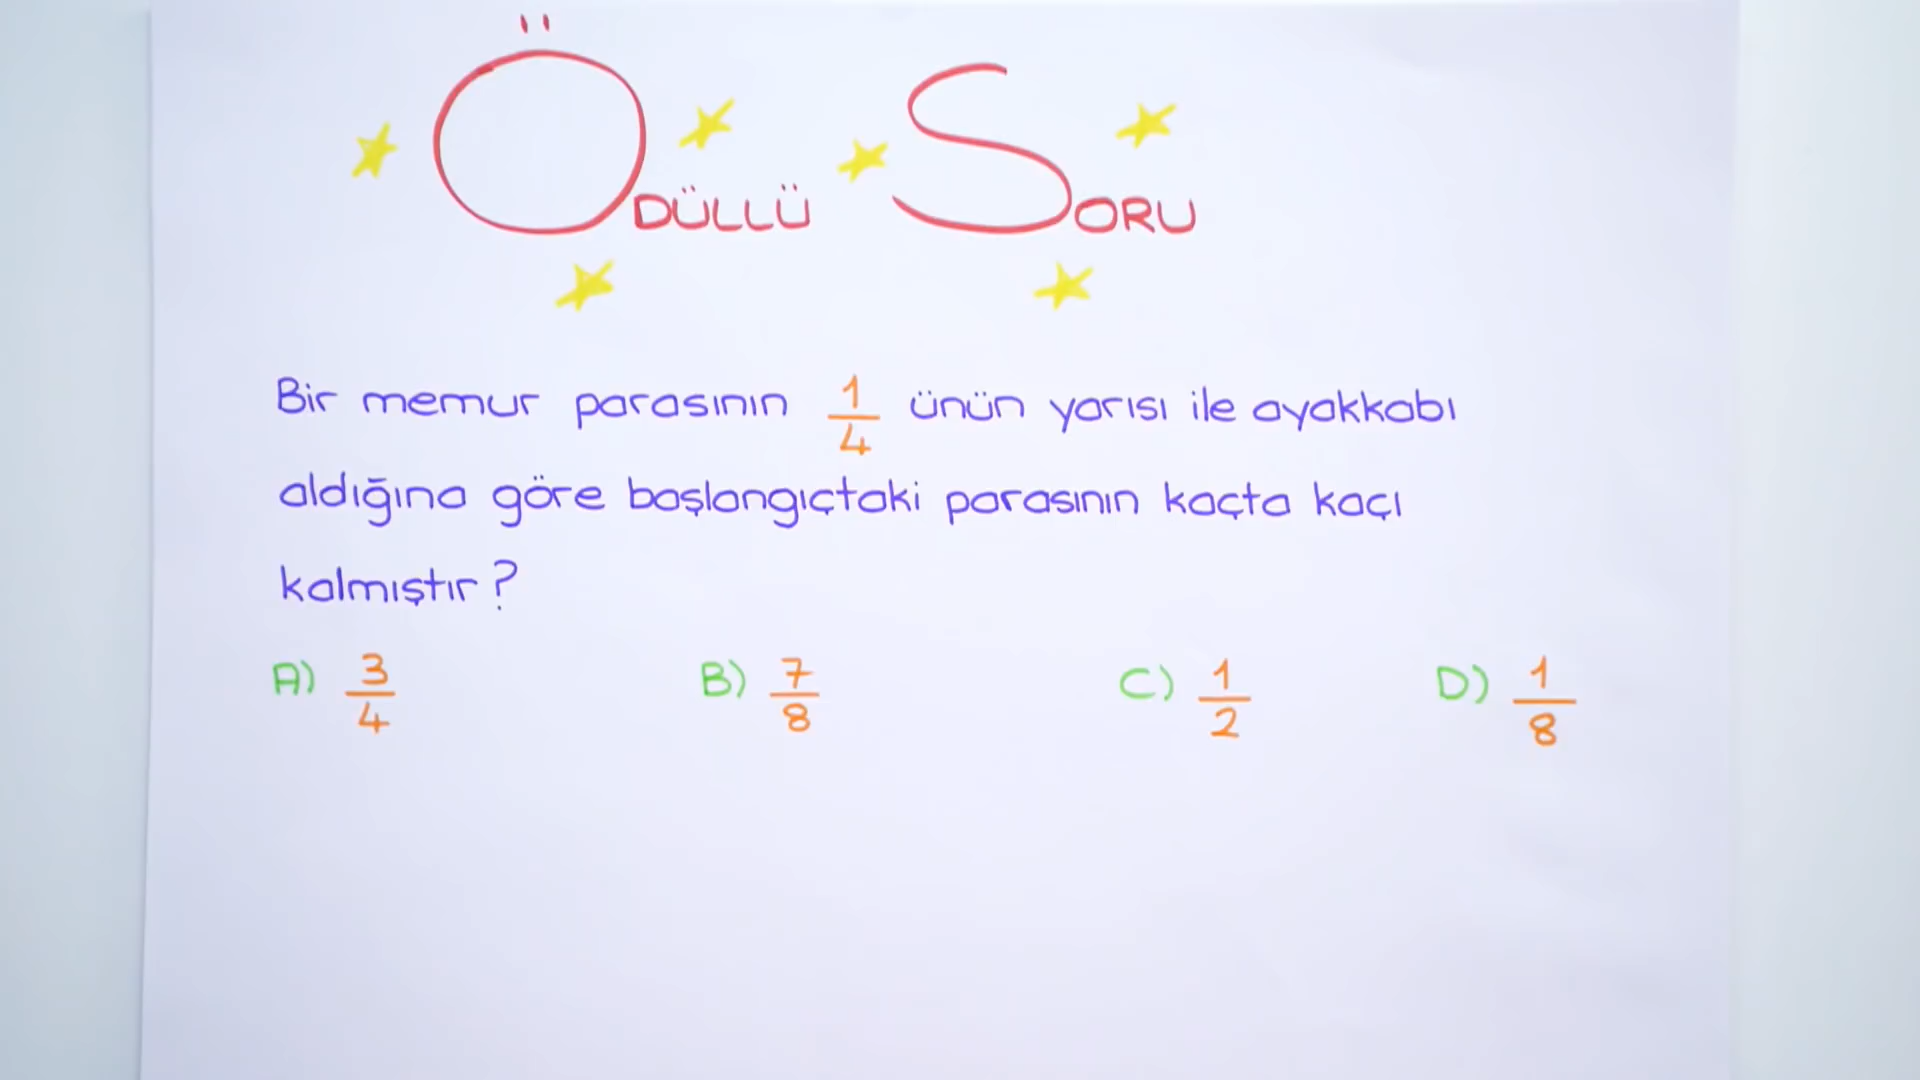 ÖDÜLLÜ SORU
Bir memur parasının 1/4 ünün yarısı ile ayakkabı
aldığına göre başlangıçtaki parasının kaçta kaçı
kalmıştır?
A) 3/4 B) 7/8 C) 1/2 D) 1/8